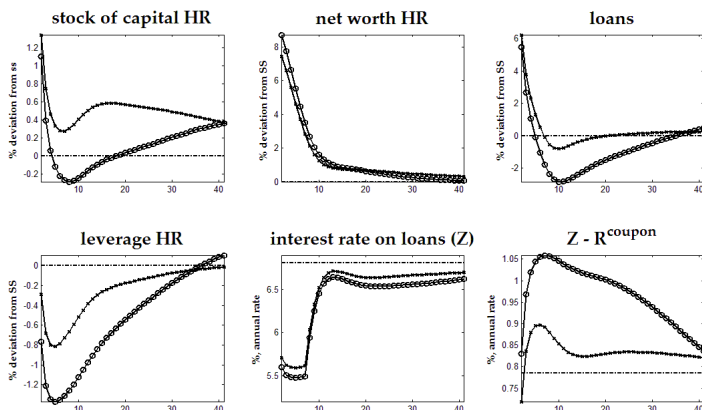 stock of capital HR
net worth HR
loans
% deviation from ss
1.2
1
0.8
0.6
0.4
0.2
0
-0.2
10 20 30 40
% deviation from SS
8
6
4
2
0
10 20 30 40
% deviation from SS
6
4
2
0
-2
10 20 30 40
leverage HR
interest rate on loans (Z)
Z - R^coupon
% deviation from SS
0
-0.2
-0.4
-0.6
-0.8
-1
-1.2
10 20 30 40
%, annual rate
6.5
6
5.5
10 20 30 40
%, annual rate
1.05
1
0.95
0.9
0.85
0.8
0.75
10 20 30 40